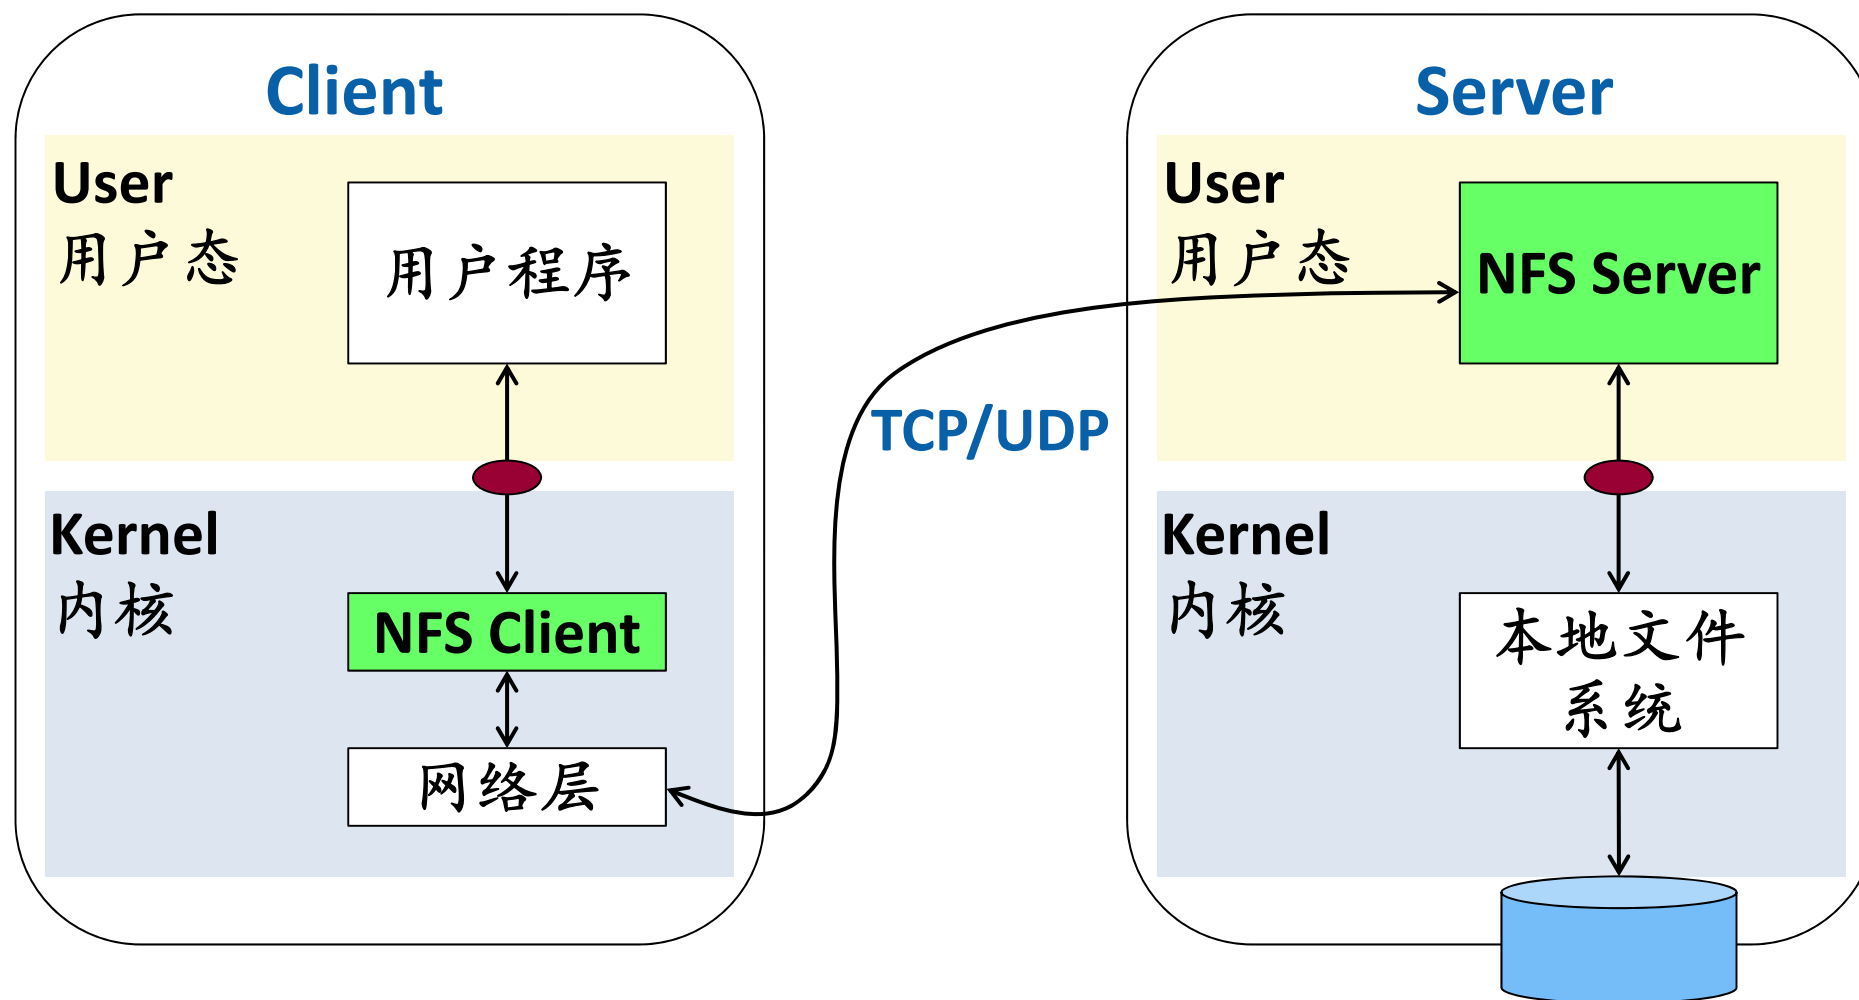 Client
User
用户态
用户程序
Kernel
内核
NFS Client
网络层
TCP/UDP
Server
User
用户态
NFS Server
Kernel
内核
本地文件
系统